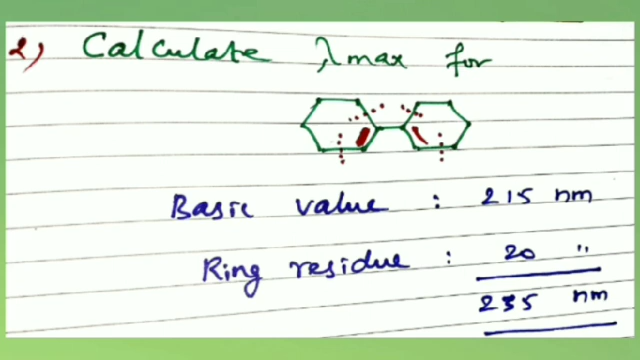 2) Calculate λmax for
Basic value : 215 nm
Ring residue : 20 "
235 nm